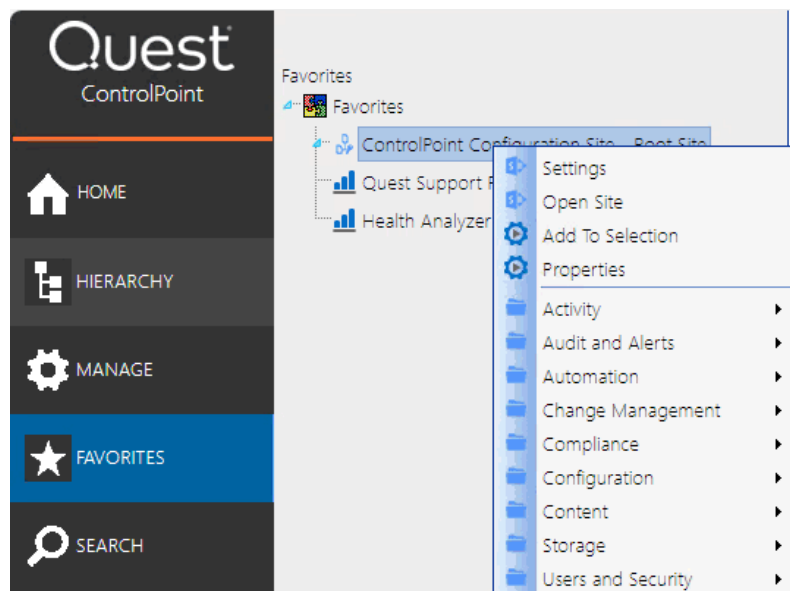 Quest
ControlPoint
HOME
HIERARCHY
MANAGE
FAVORITES
SEARCH
Favorites
Favorites
ControlPoint Configuration Site - Root Site
Quest Support
Health Analyzer
Settings
Open Site
Add To Selection
Properties
Activity
Audit and Alerts
Automation
Change Management
Compliance
Configuration
Content
Storage
Users and Security